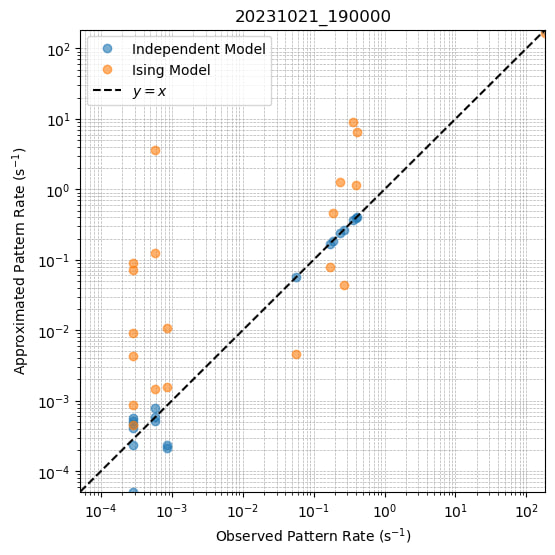 20231021_190000
Independent Model
Ising Model
y = x
Approximated Pattern Rate (s⁻¹)
10²
10¹
10⁰
10⁻¹
10⁻²
10⁻³
10⁻⁴
10⁻⁴ 10⁻³ 10⁻² 10⁻¹ 10⁰ 10¹ 10²
Observed Pattern Rate (s⁻¹)